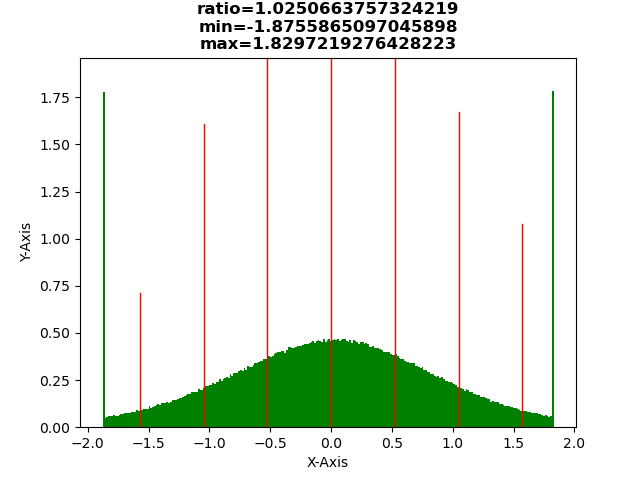 ratio=1.0250663757324219
min=-1.8755865097045898
max=1.8297219276428223
1.75
1.50
1.25
1.00
0.75
0.50
0.25
0.00
Y-Axis
−2.0 −1.5 −1.0 −0.5 0.0 0.5 1.0 1.5 2.0
X-Axis